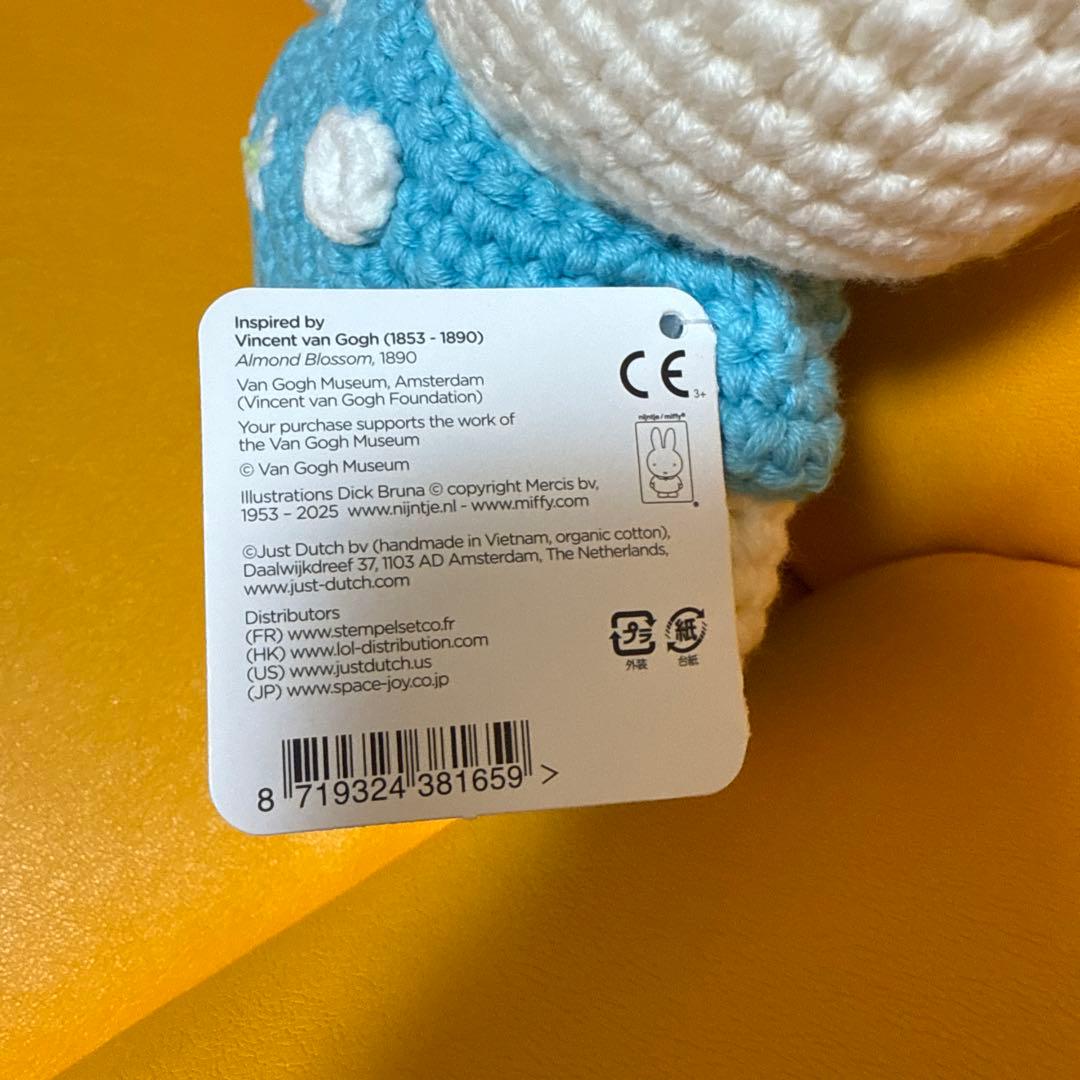 Inspired by
Vincent van Gogh (1853 - 1890)
Almond Blossom, 1890
Van Gogh Museum, Amsterdam
(Vincent van Gogh Foundation)
Your purchase supports the work of
the Van Gogh Museum
© Van Gogh Museum
Illustrations Dick Bruna © copyright Mercis bv,
1953 – 2025 www.nijntje.nl - www.miffy.com
©Just Dutch bv (handmade in Vietnam, organic cotton),
Daalwijkdreef 37, 1103 AD Amsterdam, The Netherlands,
www.just-dutch.com
Distributors
(FR) www.stempelsetco.fr
(HK) www.lol-distribution.com
(US) www.justdutch.us
(JP) www.space-joy.co.jp
CE
3+
nijntje / miffy®
プラ 紙
外装 台紙
8 719324 381659 >